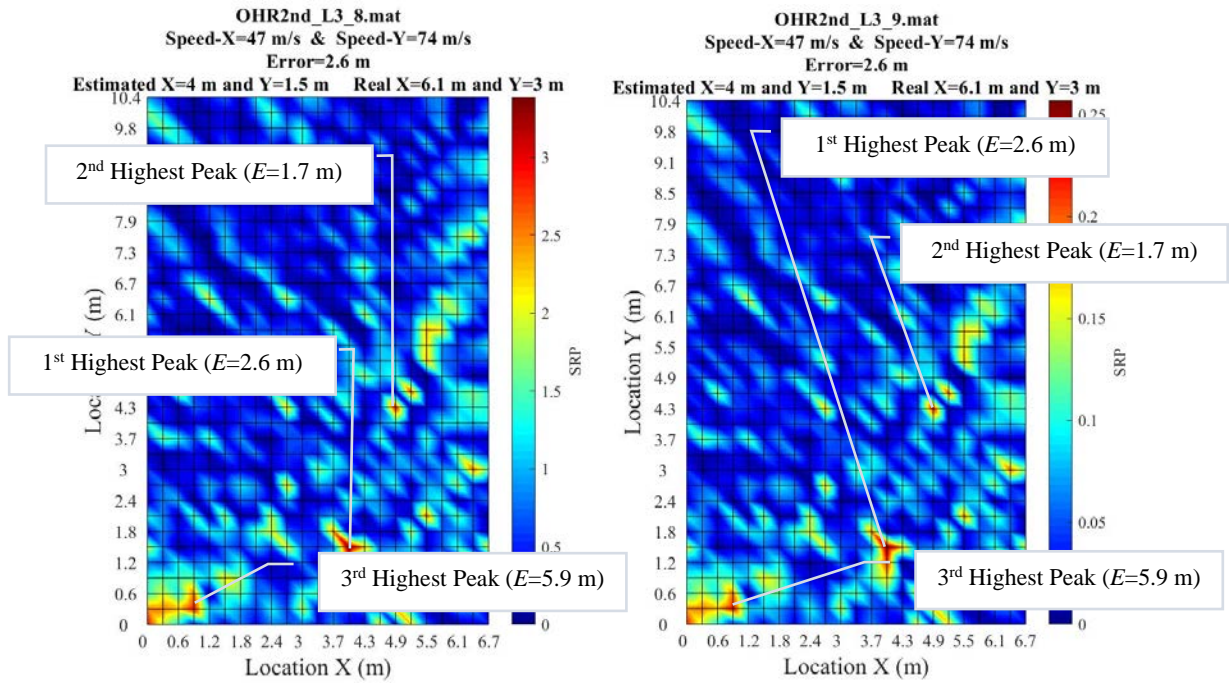 OHR2nd_L3_8.mat
Speed-X=47 m/s & Speed-Y=74 m/s
Error=2.6 m
Estimated X=4 m and Y=1.5 m Real X=6.1 m and Y=3 m
10.4
9.8
2nd Highest Peak (E=1.7 m)
7.9
7.3
6.7
6.1
1st Highest Peak (E=2.6 m)
4.3
3.7
3
2.4
1.8
1.2
0.6
0
3rd Highest Peak (E=5.9 m)
0 0.6 1.2 1.8 2.4 3 3.7 4.3 4.9 5.5 6.1 6.7
Location X (m)
3
2.5
2
1.5
1
0.5
0
SRP
OHR2nd_L3_9.mat
Speed-X=47 m/s & Speed-Y=74 m/s
Error=2.6 m
Estimated X=4 m and Y=1.5 m Real X=6.1 m and Y=3 m
10.4
9.8
9.1
8.5
7.9
7.3
6.7
6.1
5.5
4.9
4.3
3.7
3
2.4
1.8
1.2
0.6
0
Location Y (m)
1st Highest Peak (E=2.6 m)
2nd Highest Peak (E=1.7 m)
3rd Highest Peak (E=5.9 m)
0 0.6 1.2 1.8 2.4 3 3.7 4.3 4.9 5.5 6.1 6.7
Location X (m)
0.25
0.2
0.15
0.1
0.05
0
SRP